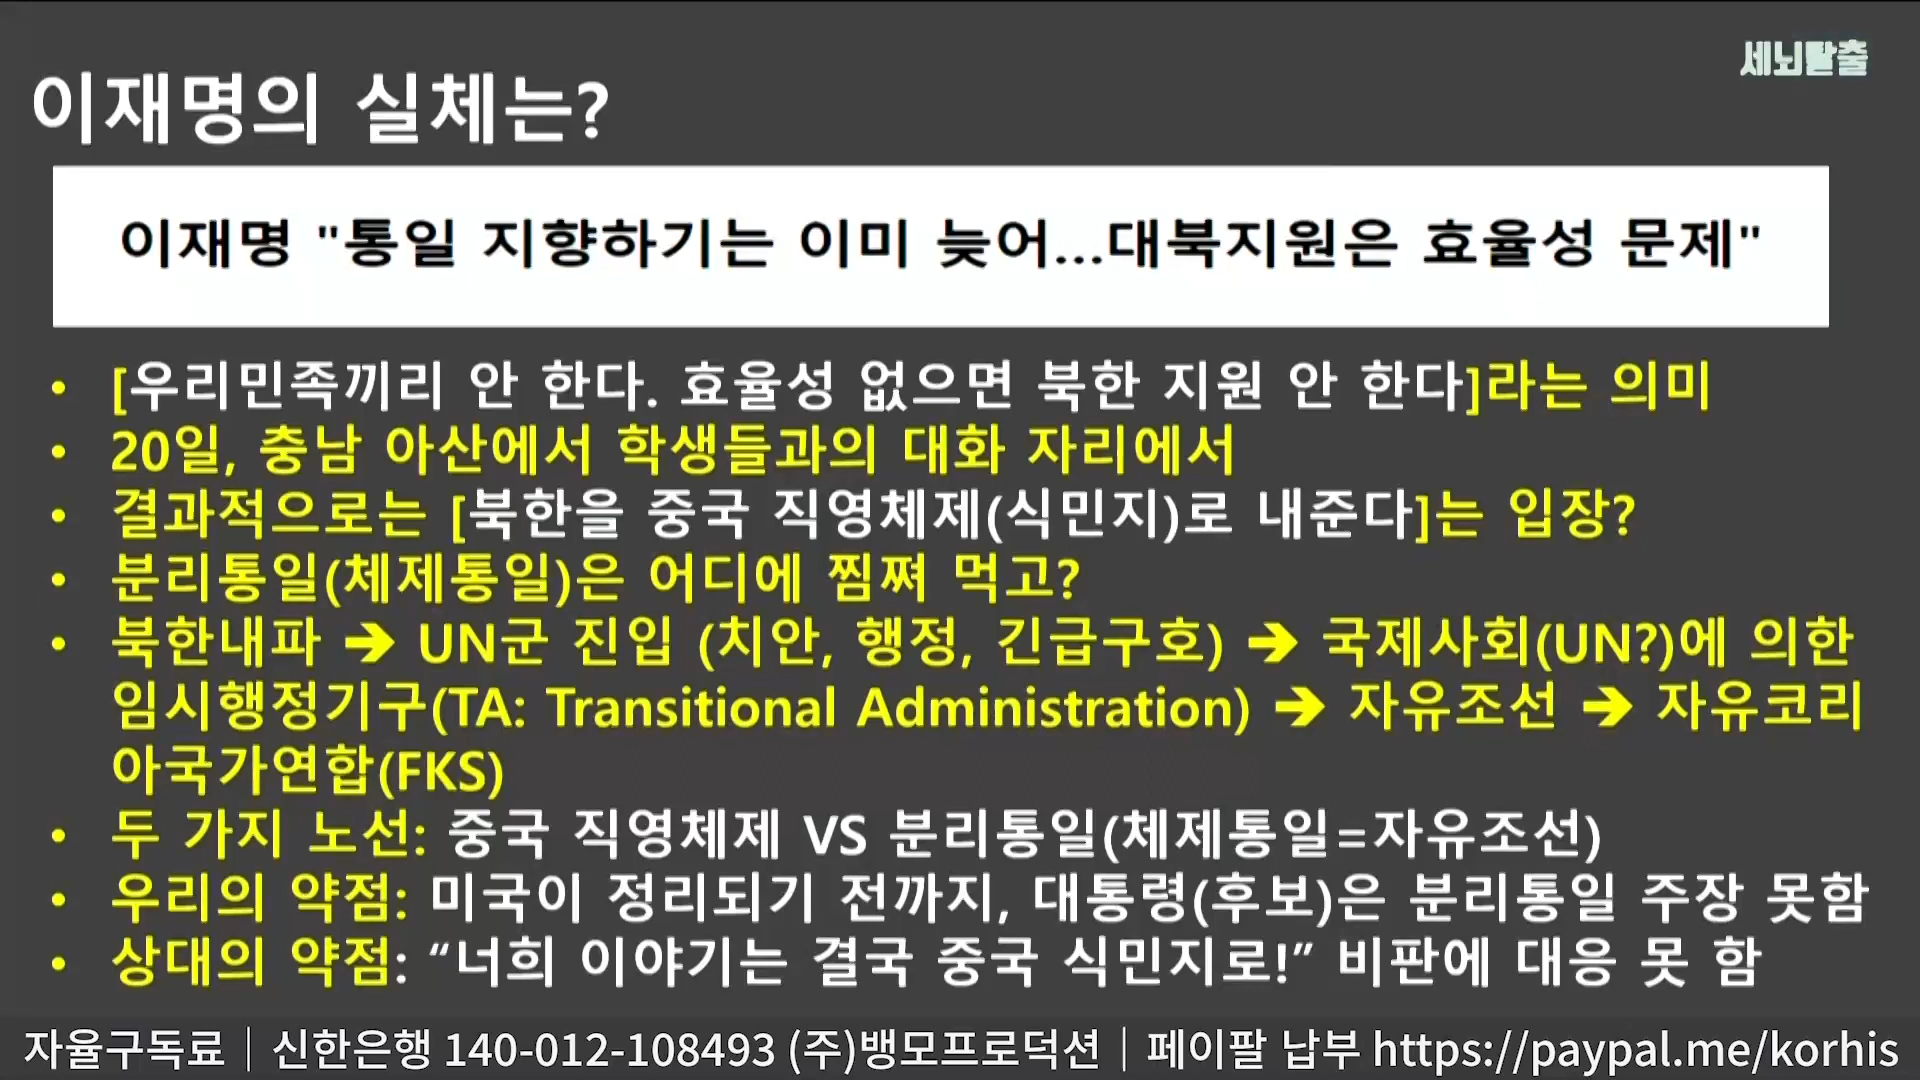 세뇌탈출
이재명의 실체는?
이재명 "통일 지향하기는 이미 늦어...대북지원은 효율성 문제"
• [우리민족끼리 안 한다. 효율성 없으면 북한 지원 안 한다]라는 의미
• 20일, 충남 아산에서 학생들과의 대화 자리에서
• 결과적으로는 [북한을 중국 직영체제(식민지)로 내준다]는 입장?
• 분리통일(체제통일)은 어디에 찜쪄 먹고?
• 북한내파 ➔ UN군 진입 (치안, 행정, 긴급구호) ➔ 국제사회(UN?)에 의한
임시행정기구(TA: Transitional Administration) ➔ 자유조선 ➔ 자유코리
아국가연합(FKS)
• 두 가지 노선: 중국 직영체제 VS 분리통일(체제통일=자유조선)
• 우리의 약점: 미국이 정리되기 전까지, 대통령(후보)은 분리통일 주장 못함
• 상대의 약점: “너희 이야기는 결국 중국 식민지로!” 비판에 대응 못 함
자율구독료│신한은행 140-012-108493 (주)뱅모프로덕션│페이팔 납부 https://paypal.me/korhis